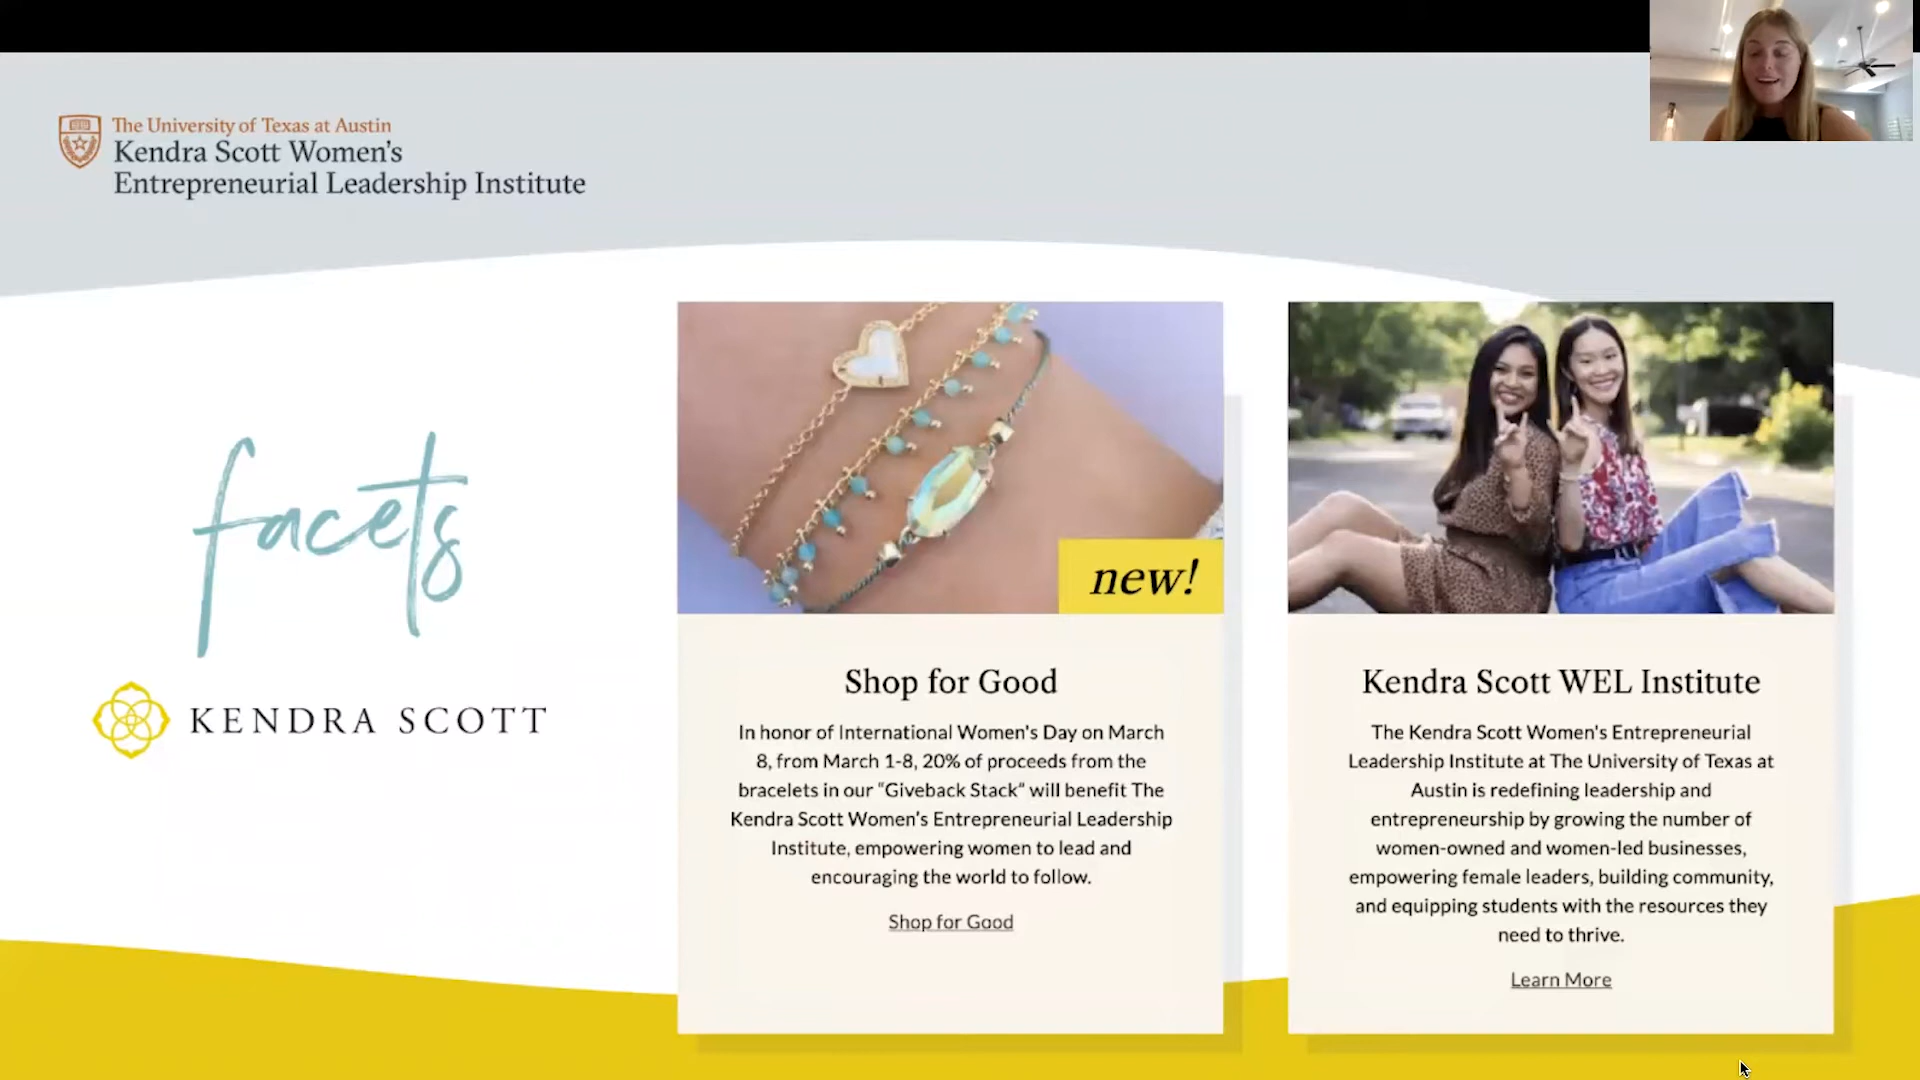 The University of Texas at Austin
Kendra Scott Women's
Entrepreneurial Leadership Institute
facets
KENDRA SCOTT
new!
Shop for Good
In honor of International Women's Day on March
8, from March 1-8, 20% of proceeds from the
bracelets in our "Giveback Stack" will benefit The
Kendra Scott Women's Entrepreneurial Leadership
Institute, empowering women to lead and
encouraging the world to follow.
Shop for Good
Kendra Scott WEL Institute
The Kendra Scott Women's Entrepreneurial
Leadership Institute at The University of Texas at
Austin is redefining leadership and
entrepreneurship by growing the number of
women-owned and women-led businesses,
empowering female leaders, building community,
and equipping students with the resources they
need to thrive.
Learn More